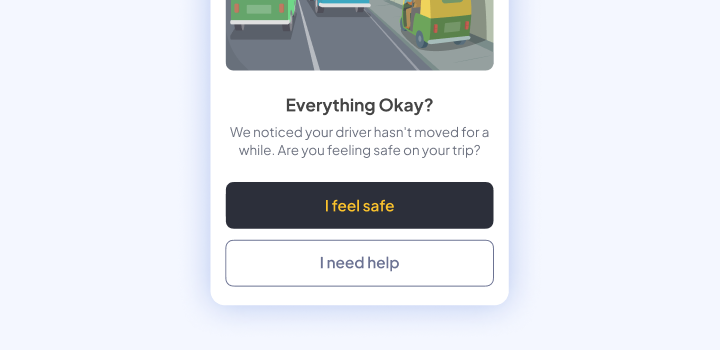 Everything Okay?
We noticed your driver hasn't moved for a
while. Are you feeling safe on your trip?
I feel safe
I need help